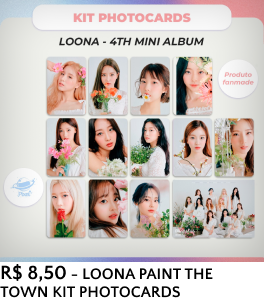 KIT PHOTOCARDS
LOONA - 4TH MINI ALBUM
Produto
fanmade
R$ 8,50 - LOONA PAINT THE
TOWN KIT PHOTOCARDS